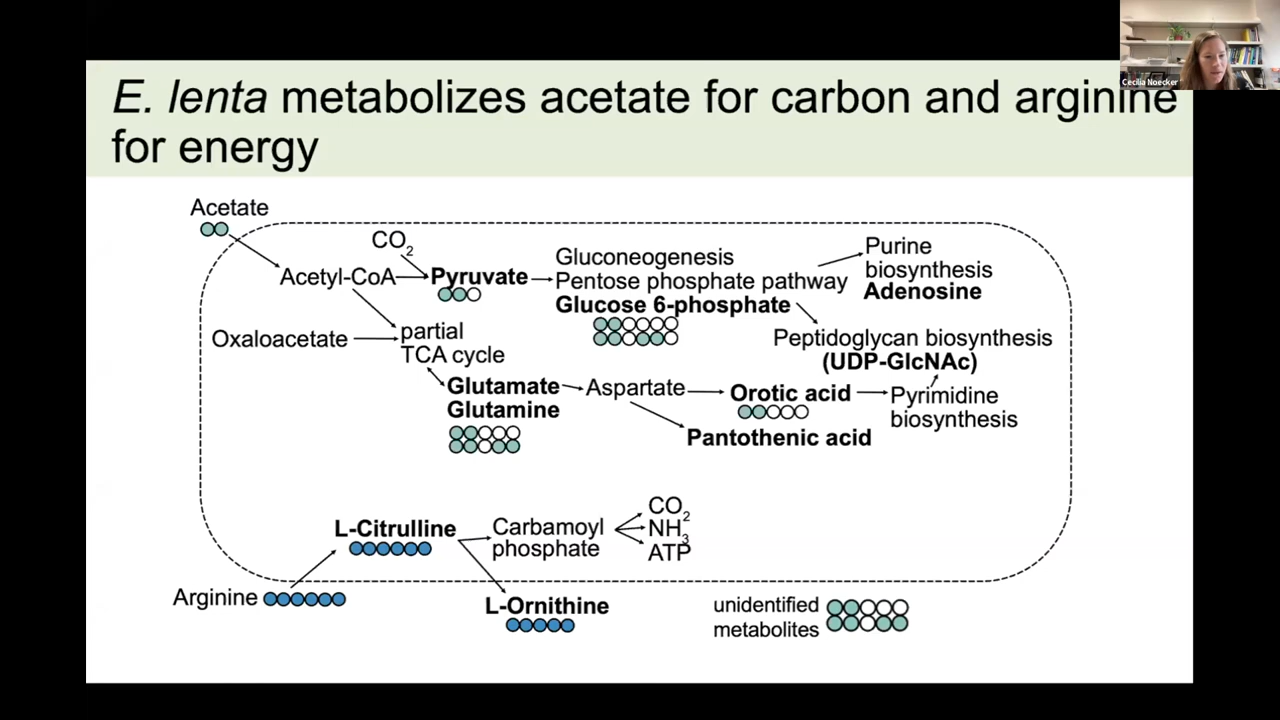 E. lenta metabolizes acetate for carbon and arginine
for energy
Cecilia Noecker
Acetate
CO2
Acetyl-CoA
Pyruvate
Gluconeogenesis
Pentose phosphate pathway
Glucose 6-phosphate
Purine
biosynthesis
Adenosine
Oxaloacetate
partial
TCA cycle
Peptidoglycan biosynthesis
(UDP-GlcNAc)
Glutamate
Glutamine
Aspartate
Orotic acid
Pyrimidine
biosynthesis
Pantothenic acid
L-Citrulline
Carbamoyl
phosphate
CO2
NH3
ATP
Arginine
L-Ornithine
unidentified
metabolites